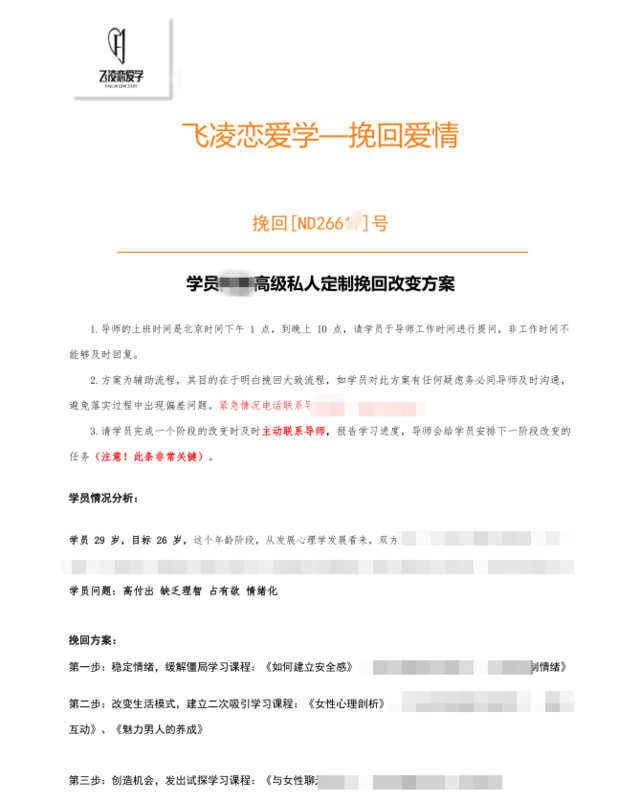 飞凌恋爱学
飞凌恋爱学—挽回爱情
挽回[ND2661 ]号
学员 高级私人定制挽回改变方案
1.导师的上班时间是北京时间下午 1 点，到晚上 10 点，请学员于导师工作时间进行提问，非工作时间不
能够及时回复。
2.方案为辅助流程，其目的在于明白挽回大致流程，如学员对此方案有任何疑虑务必同导师及时沟通，
避免落实过程中出现偏差问题。紧急情况电话联系
3.请学员完成一个阶段的改变时及时主动联系导师，报告学习进度，导师会给学员安排下一阶段改变的
任务（注意！此条非常关键）。
学员情况分析：
学员 29 岁，目标 26 岁，这个年龄阶段，从发展心理学发展看来，双方
学员问题：高付出 缺乏理智 占有欲 情绪化
挽回方案：
第一步：稳定情绪，缓解僵局学习课程：《如何建立安全感》 制情绪》
第二步：改变生活模式，建立二次吸引学习课程：《女性心理剖析》
互动》、《魅力男人的养成》
第三步：创造机会，发出试探学习课程：《与女性聊